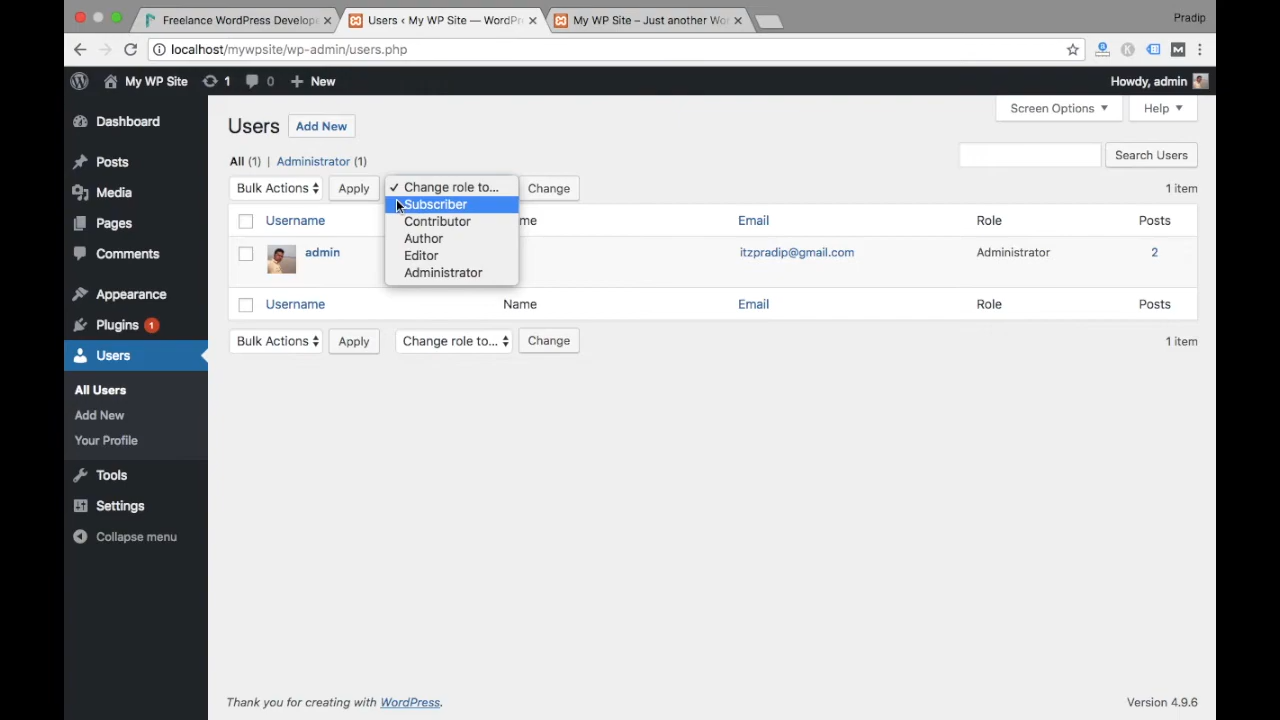 Freelance WordPress Develope
Users ‹ My WP Site — WordPr
My WP Site – Just another Wo
Pradip
localhost/mywpsite/wp-admin/users.php
My WP Site 1 0 + New
Howdy, admin
Dashboard
Posts
Media
Pages
Comments
Appearance
Plugins 1
Users
All Users
Add New
Your Profile
Tools
Settings
Collapse menu
Screen Options
Help
Users Add New
All (1) | Administrator (1)
Search Users
Bulk Actions Apply ✓ Change role to... Change 1 item
Subscriber
Contributor
Author
Editor
Administrator
Username me Email Role Posts
admin itzpradip@gmail.com Administrator 2
Username Name Email Role Posts
Bulk Actions Apply Change role to... Change 1 item
Thank you for creating with WordPress.
Version 4.9.6